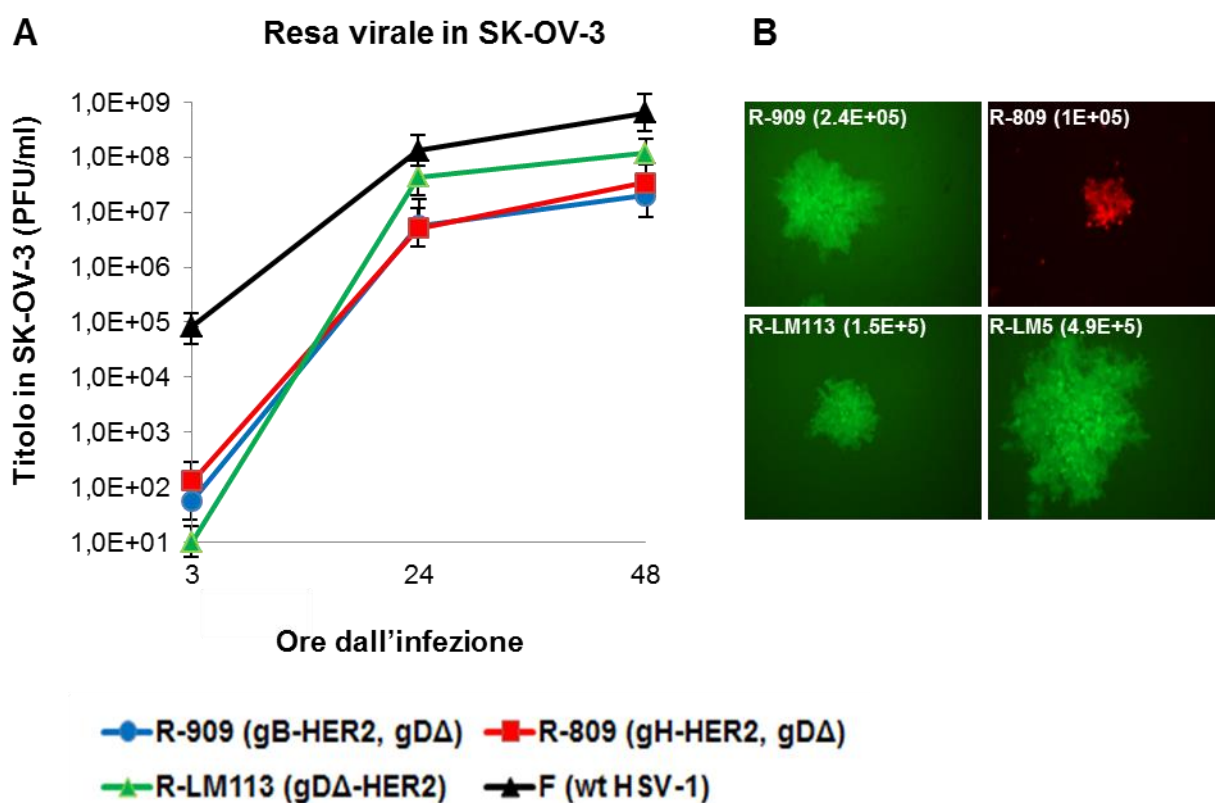 A
Resa virale in SK-OV-3
Titolo in SK-OV-3 (PFU/ml)
1,0E+09
1,0E+08
1,0E+07
1,0E+06
1,0E+05
1,0E+04
1,0E+03
1,0E+02
1,0E+01
3 24 48
Ore dall'infezione
R-909 (gB-HER2, gDΔ) R-809 (gH-HER2, gDΔ)
R-LM113 (gDΔ-HER2) F (wt HSV-1)
B
R-909 (2.4E+05) R-809 (1E+05)
R-LM113 (1.5E+5) R-LM5 (4.9E+5)